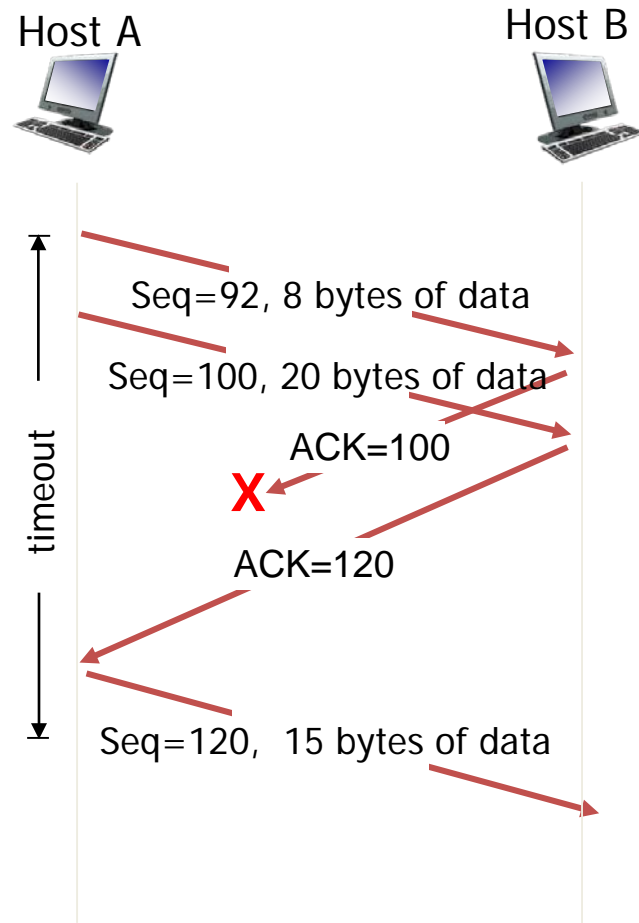 Host A
Host B
Seq=92, 8 bytes of data
Seq=100, 20 bytes of data
ACK=100
X
timeout
ACK=120
Seq=120, 15 bytes of data